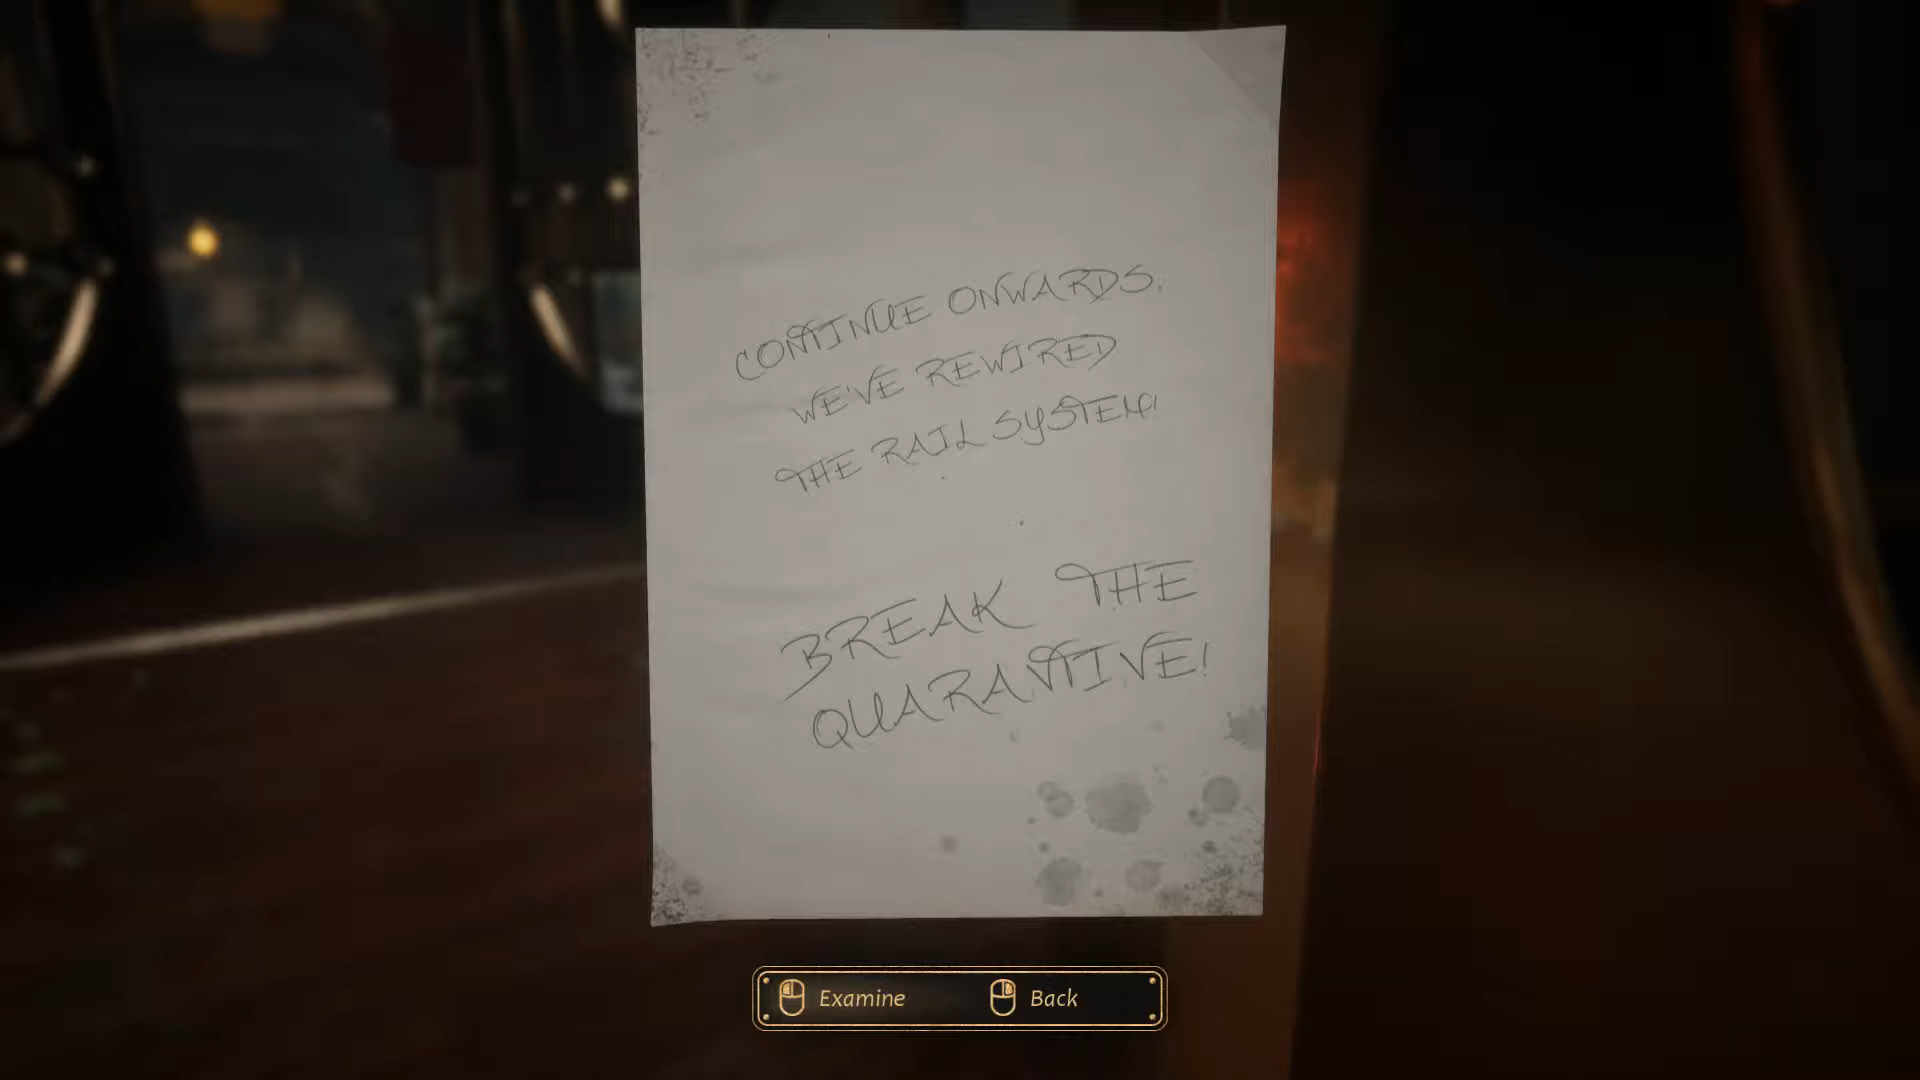 CONTINUE ONWARDS,
WE'VE REWIRED
THE RAIL SYSTEM!
BREAK THE
QUARANTINE!
Examine Back